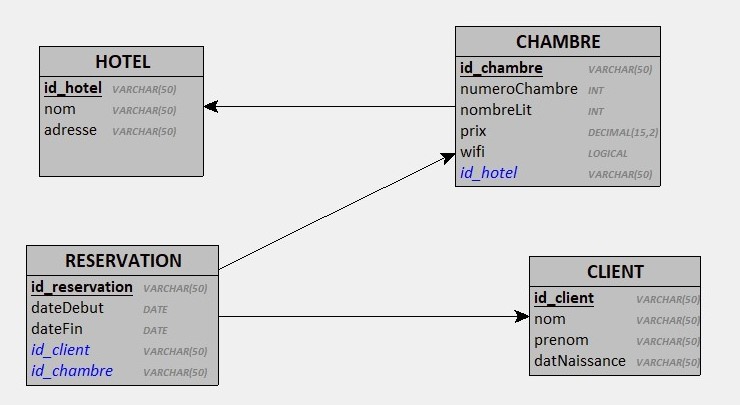 HOTEL
id_hotel VARCHAR(50)
nom VARCHAR(50)
adresse VARCHAR(50)
CHAMBRE
id_chambre VARCHAR(50)
numeroChambre INT
nombreLit INT
prix DECIMAL(15,2)
wifi LOGICAL
id_hotel VARCHAR(50)
RESERVATION
id_reservation VARCHAR(50)
dateDebut DATE
dateFin DATE
id_client VARCHAR(50)
id_chambre VARCHAR(50)
CLIENT
id_client VARCHAR(50)
nom VARCHAR(50)
prenom VARCHAR(50)
datNaissance VARCHAR(50)